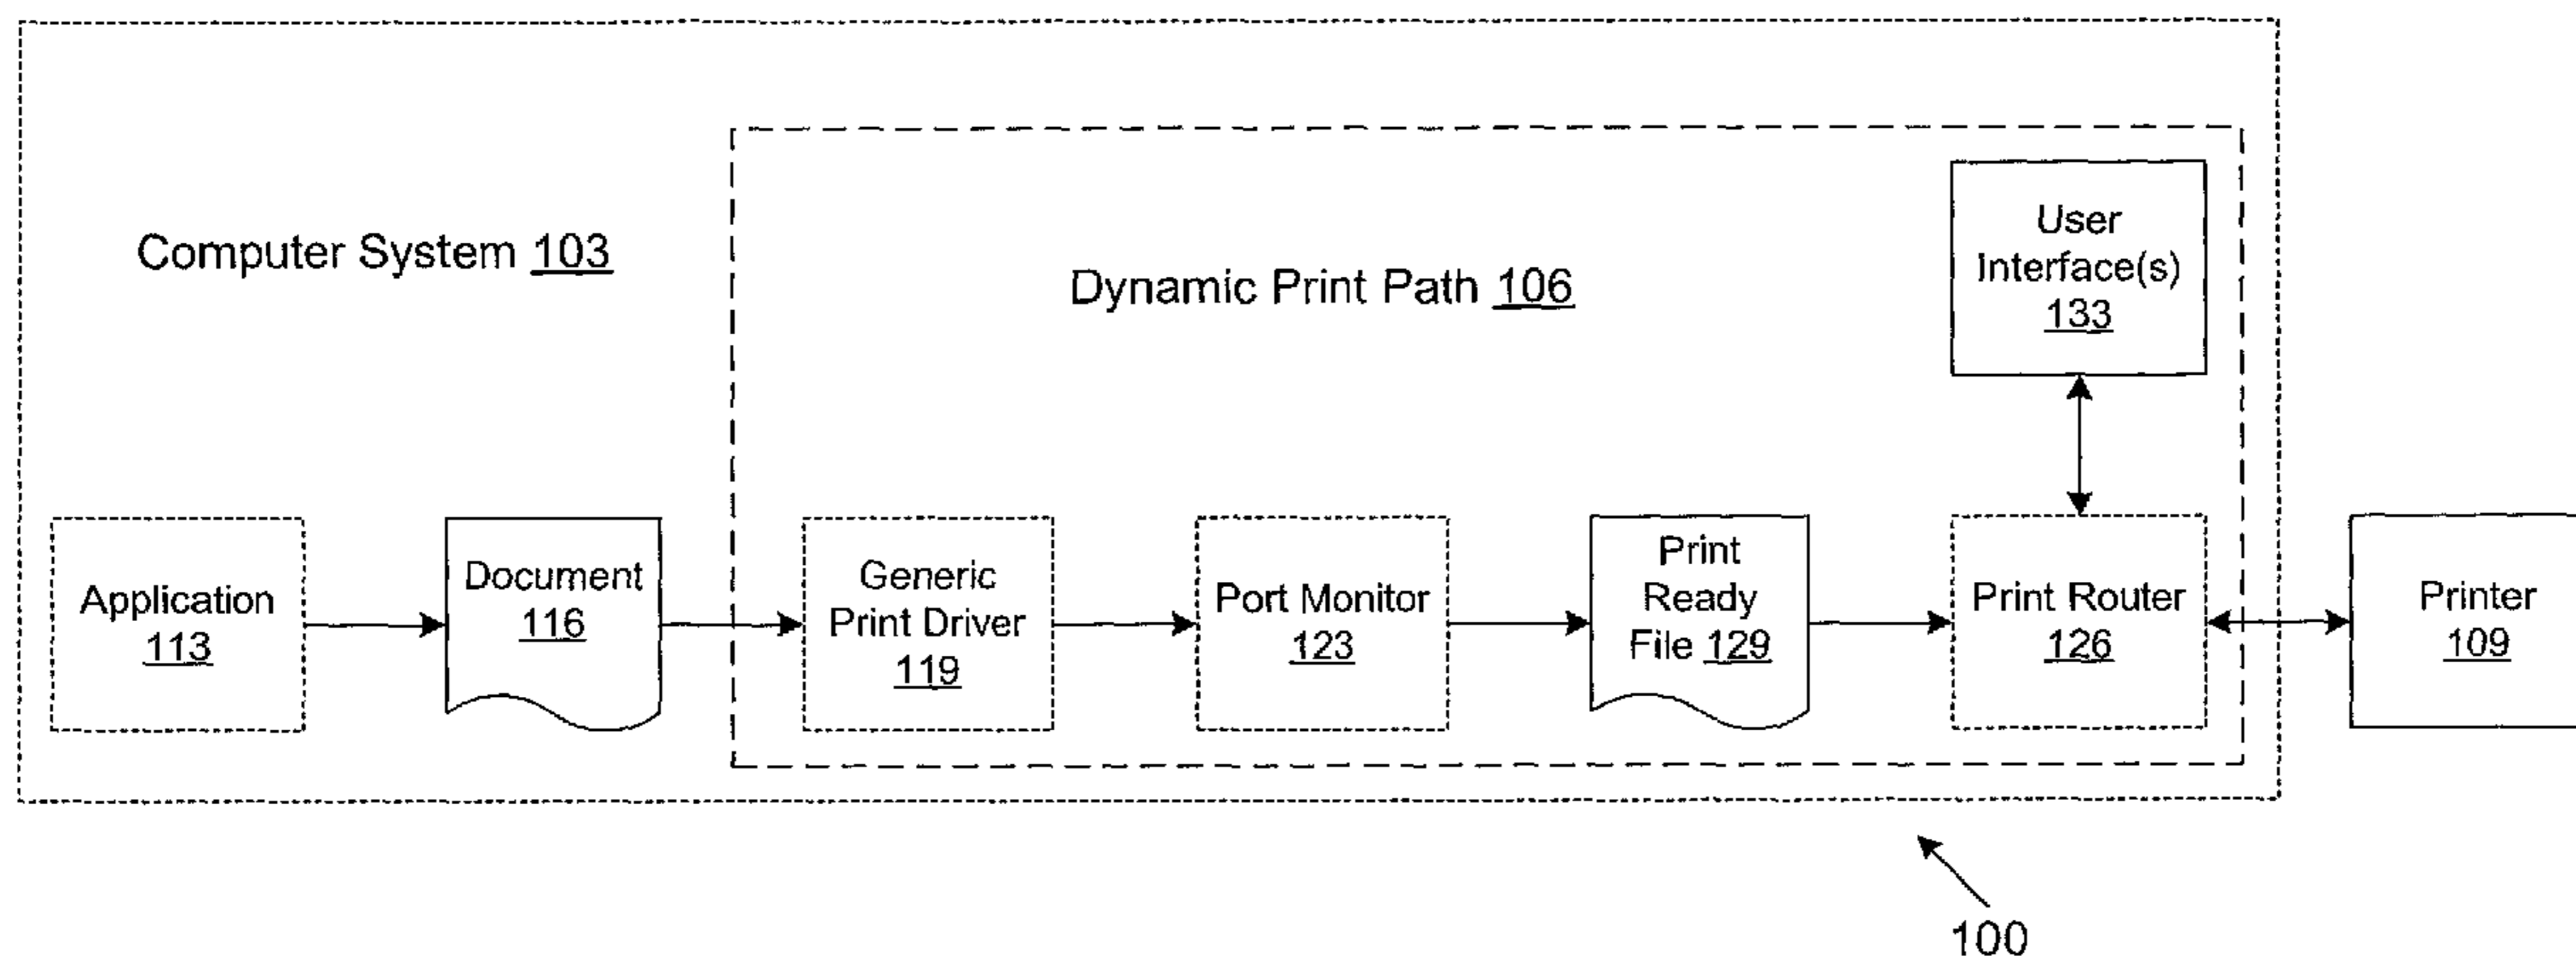 Computer System 103
Dynamic Print Path 106
User
Interface(s)
133
Application
113
Document
116
Generic
Print Driver
119
Port Monitor
123
Print
Ready
File 129
Print Router
126
Printer
109
100